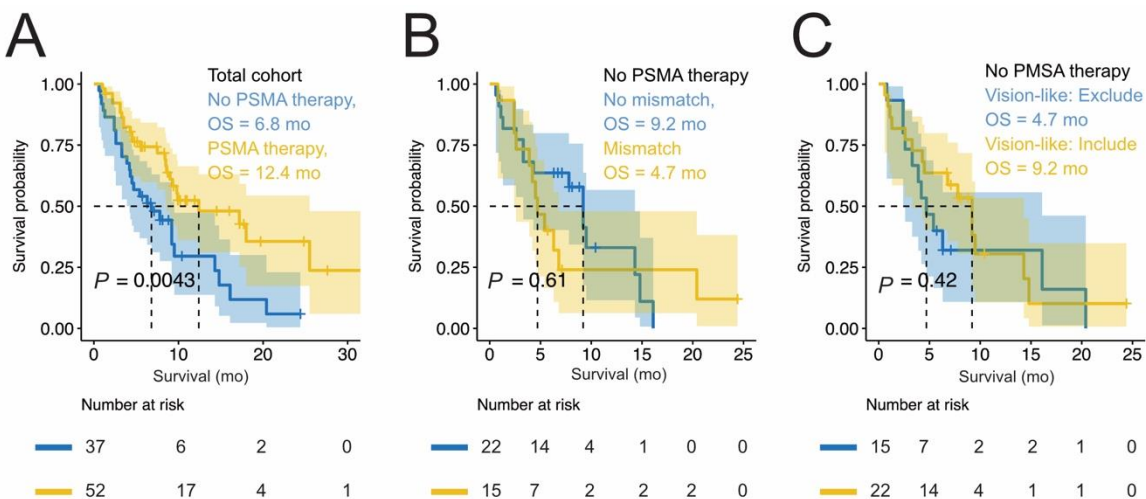 A
Total cohort
No PSMA therapy,
OS = 6.8 mo
PSMA therapy,
OS = 12.4 mo
Survival probability
1.00
0.75
0.50
0.25
0.00
P = 0.0043
0 10 20 30
Survival (mo)
Number at risk
37 6 2 0
52 17 4 1
B
No PSMA therapy
No mismatch,
OS = 9.2 mo
Mismatch
OS = 4.7 mo
Survival probability
1.00
0.75
0.50
0.25
0.00
P = 0.61
0 5 10 15 20 25
Survival (mo)
Number at risk
22 14 4 1 0 0
15 7 2 2 2 0
C
No PMSA therapy
Vision-like: Exclude
OS = 4.7 mo
Vision-like: Include
OS = 9.2 mo
Survival probability
1.00
0.75
0.50
0.25
0.00
P = 0.42
0 5 10 15 20 25
Survival (mo)
Number at risk
15 7 2 2 1 0
22 14 4 1 1 0